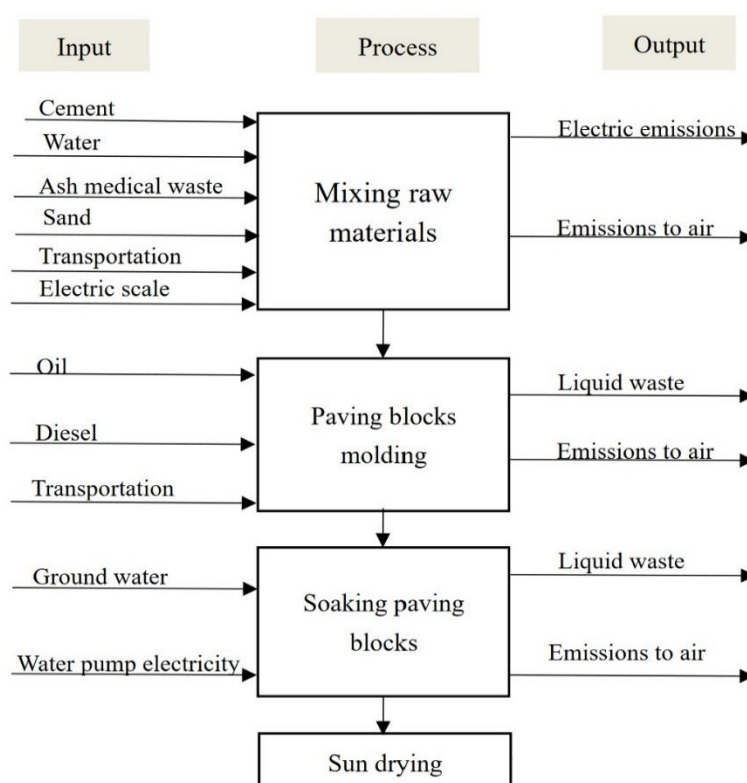 Input
Process
Output
Cement
Water
Ash medical waste
Sand
Transportation
Electric scale
Mixing raw
materials
Electric emissions
Emissions to air
Oil
Diesel
Transportation
Paving blocks
molding
Liquid waste
Emissions to air
Ground water
Water pump electricity
Soaking paving
blocks
Liquid waste
Emissions to air
Sun drying